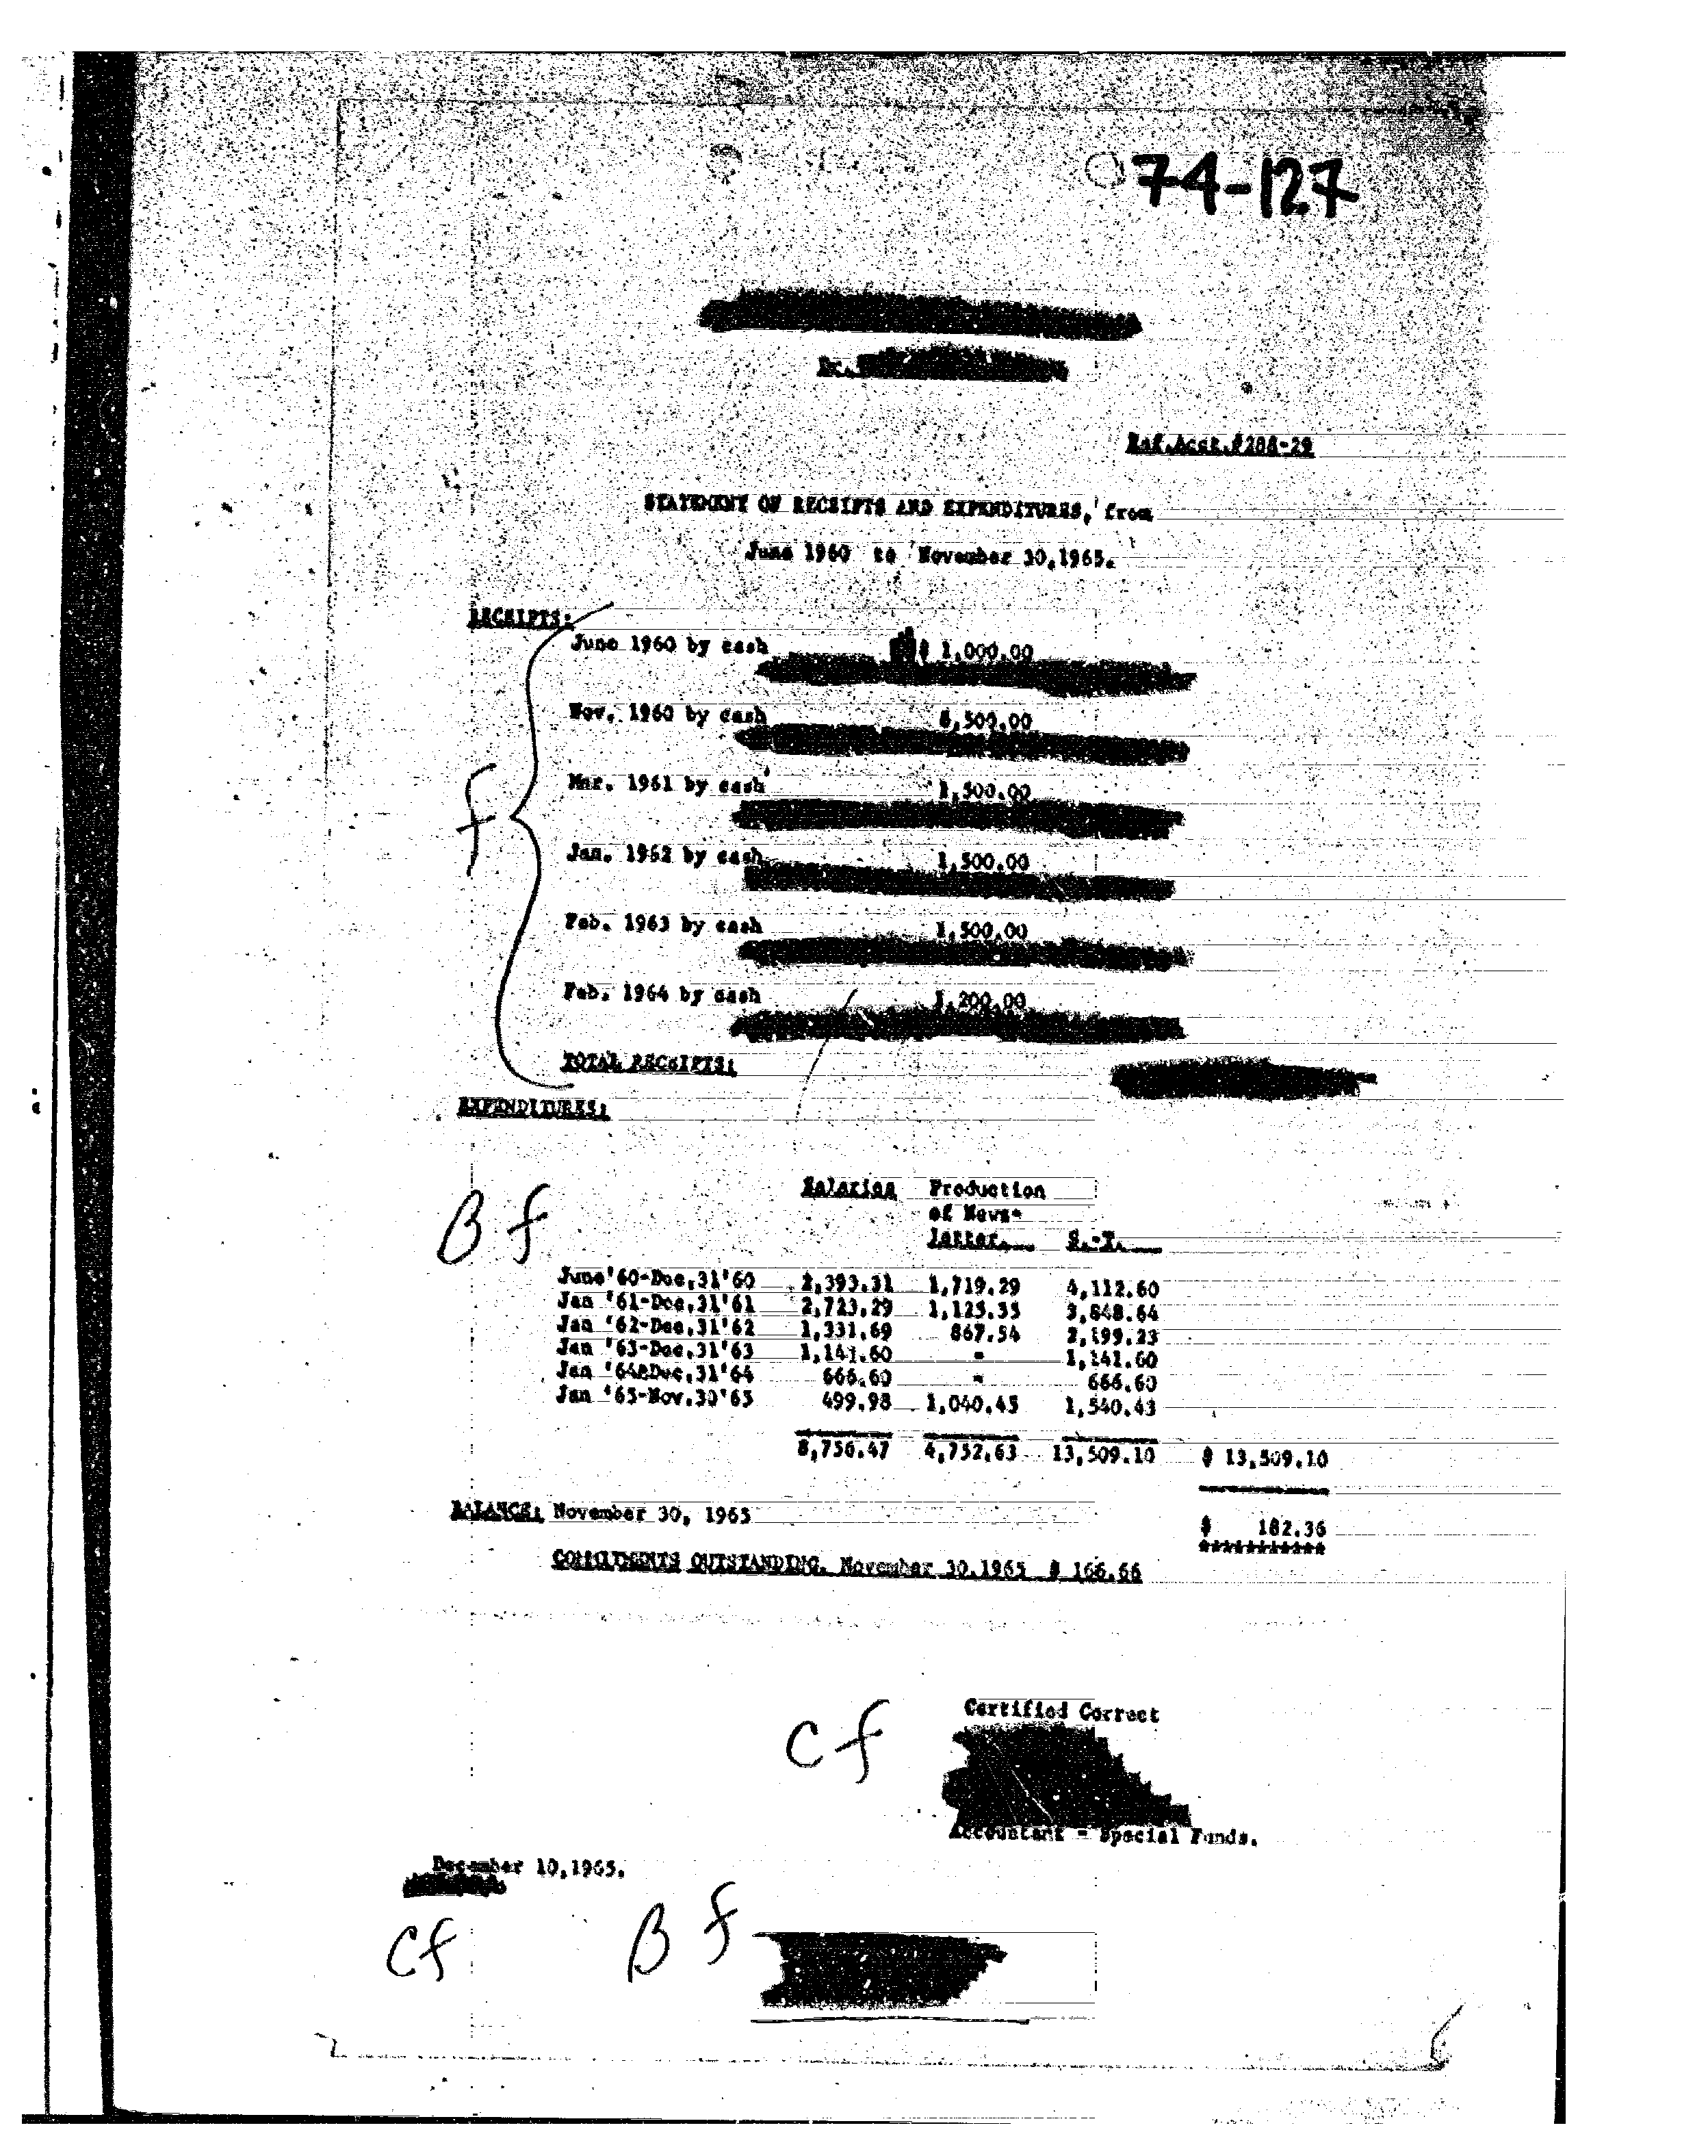 74-127
Dr.
Ref.Acct.#208-29
STATEMENT OF RECEIPTS AND EXPENDITURES, from
June 1960 to November 30,1965.
RECEIPTS:
June 1960 by cash $ 1,000.00
Nov. 1960 by cash ,500.00
Mar. 1961 by cash 1,500.00
f
Jan. 1962 by cash 1,500.00
Feb. 1963 by cash 1,500.00
Feb. 1964 by cash 1,200.00
TOTAL RECEIPTS:
EXPENDITURES:
B f
Salaries Production
of News-
letter. S.-T.
June'60-Dec.31'60 2,393.31 1,719.29 4,112.60
Jan '61-Dec.31'61 2,723.29 1,125.35 3,848.64
Jan '62-Dec.31'62 1,331.69 867.54 2,199.23
Jan '63-Dec.31'63 1,141.60 - 1,141.60
Jan '64&Dec.31'64 666.60 - 666.60
Jan '65-Nov.30'65 499.98 1,040.45 1,540.43
8,756.47 4,752.63 13,509.10 $ 13,509.10
BALANCE: November 30, 1965 $ 182.36
***********
COMMITMENTS OUTSTANDING, November 30,1965 $ 166.66
Certified Correct
Cf
Accountant - Special Funds.
December 10,1965.
Cf
B f